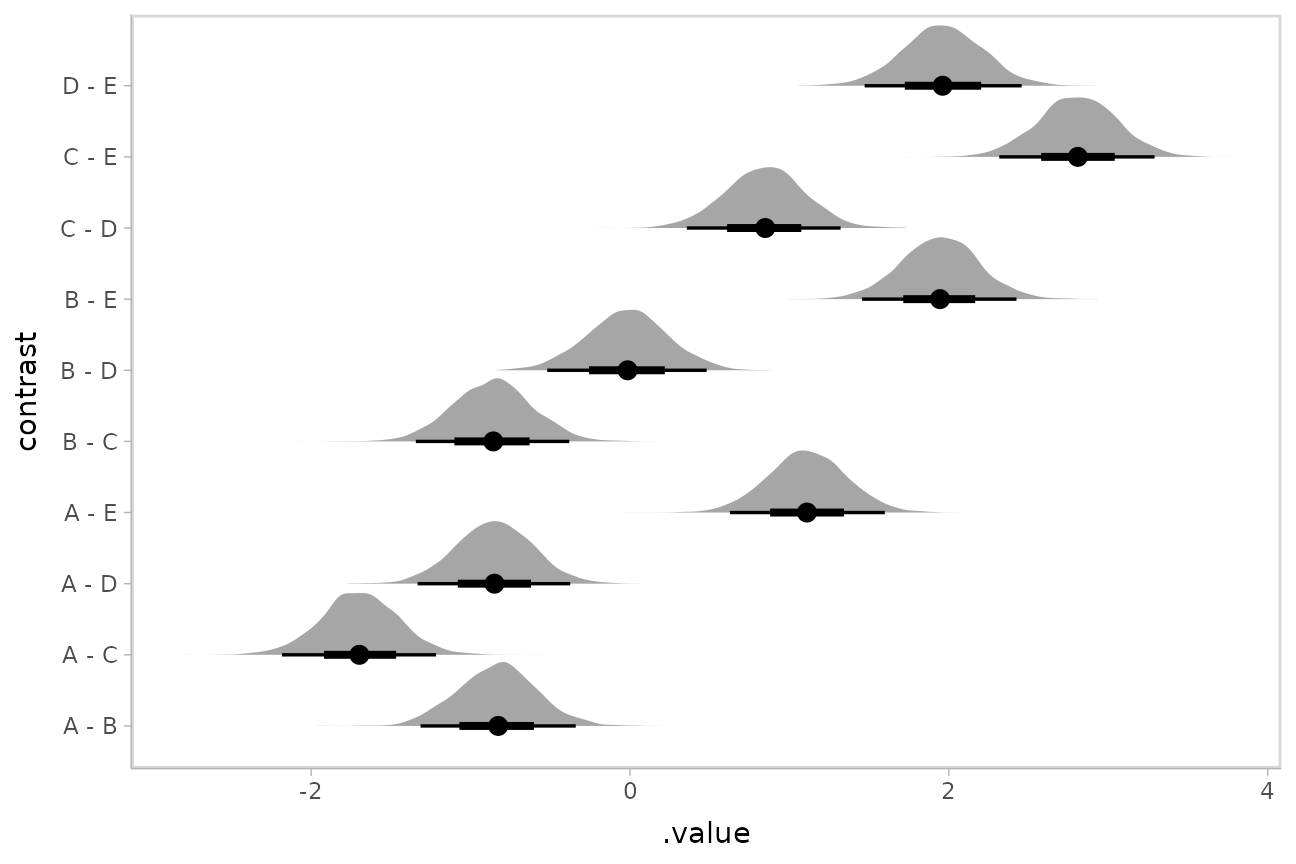 D - E
C - E
C - D
B - E
B - D
B - C
A - E
A - D
A - C
A - B
contrast
-2 0 2 4
.value